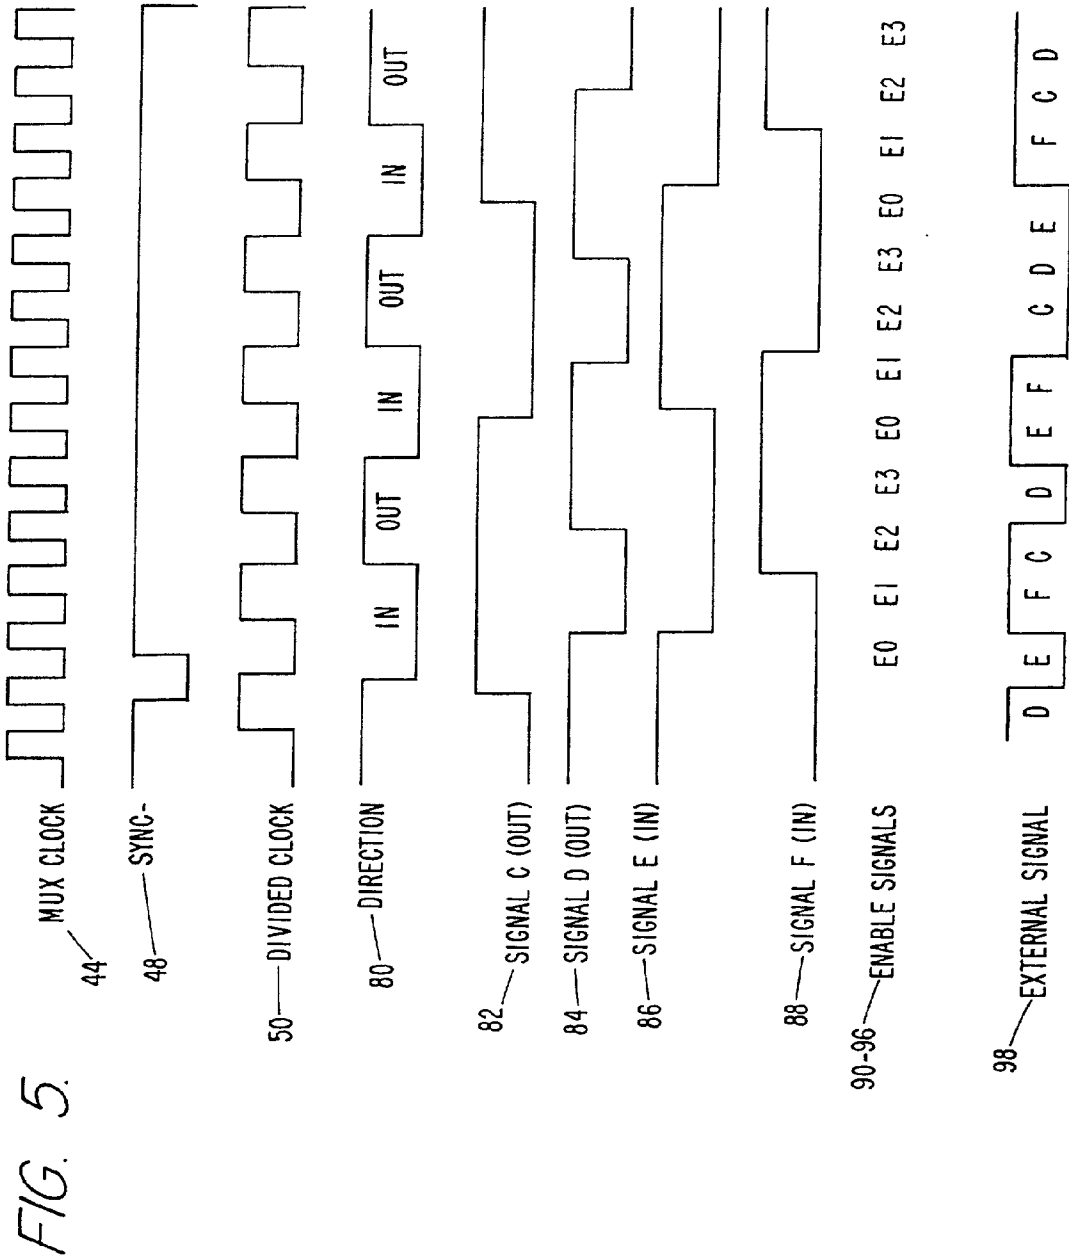 FIG. 5.
44 MUX CLOCK
48 SYNC-
50 DIVIDED CLOCK
80 DIRECTION IN OUT IN OUT IN OUT
82 SIGNAL C (OUT)
84 SIGNAL D (OUT)
86 SIGNAL E (IN)
88 SIGNAL F (IN)
90-96 ENABLE SIGNALS E0 E1 E2 E3 E0 E1 E2 E3 E0 E1 E2 E3
98 EXTERNAL SIGNAL D E F C D E F C D E F C D